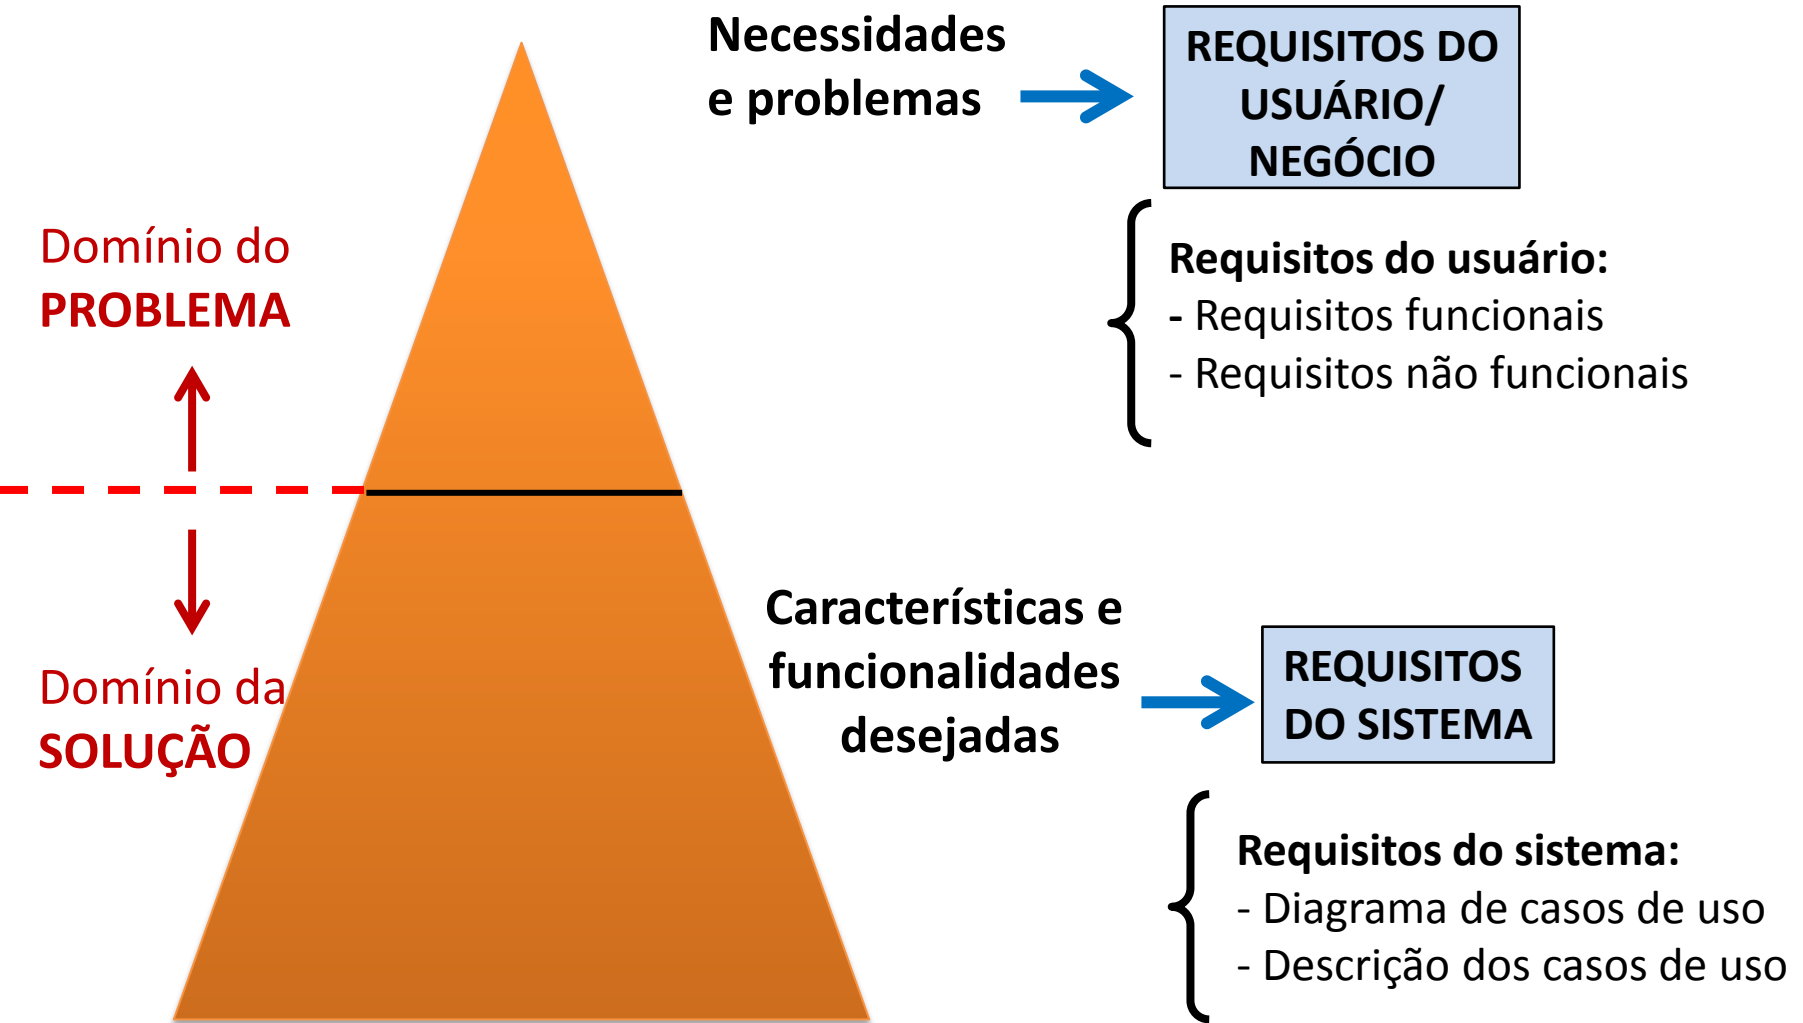 Necessidades
e problemas
REQUISITOS DO
USUÁRIO/
NEGÓCIO
Domínio do
PROBLEMA
Requisitos do usuário:
- Requisitos funcionais
- Requisitos não funcionais
Domínio da
SOLUÇÃO
Características e
funcionalidades
desejadas
REQUISITOS
DO SISTEMA
Requisitos do sistema:
- Diagrama de casos de uso
- Descrição dos casos de uso